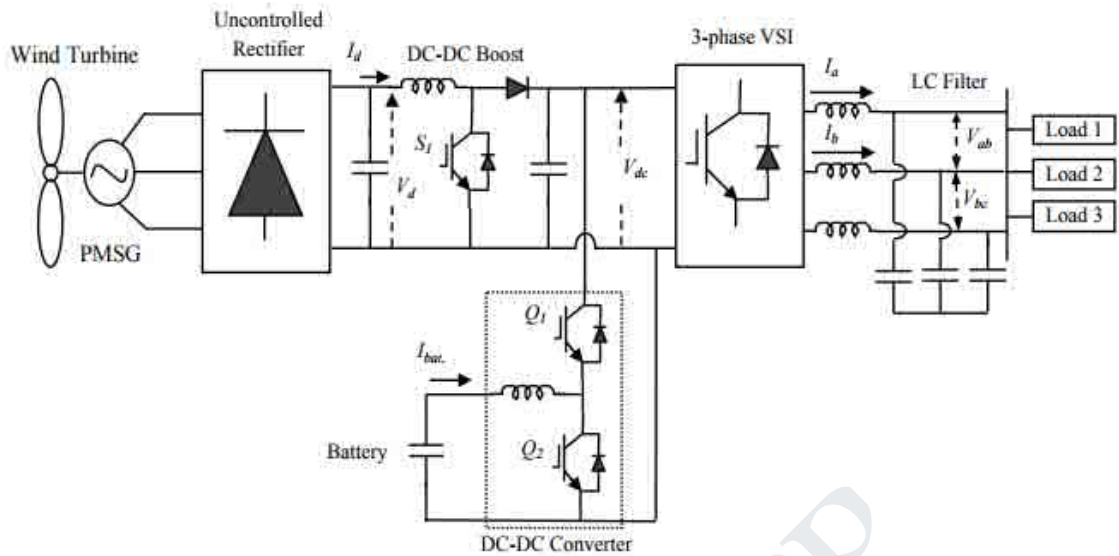 Uncontrolled
Rectifier
Wind Turbine
PMSG
I_d
DC-DC Boost
S_1
V_d
V_dc
3-phase VSI
I_a
I_b
LC Filter
V_ab
V_bc
Load 1
Load 2
Load 3
Q_1
I_bat.
Battery
Q_2
DC-DC Converter